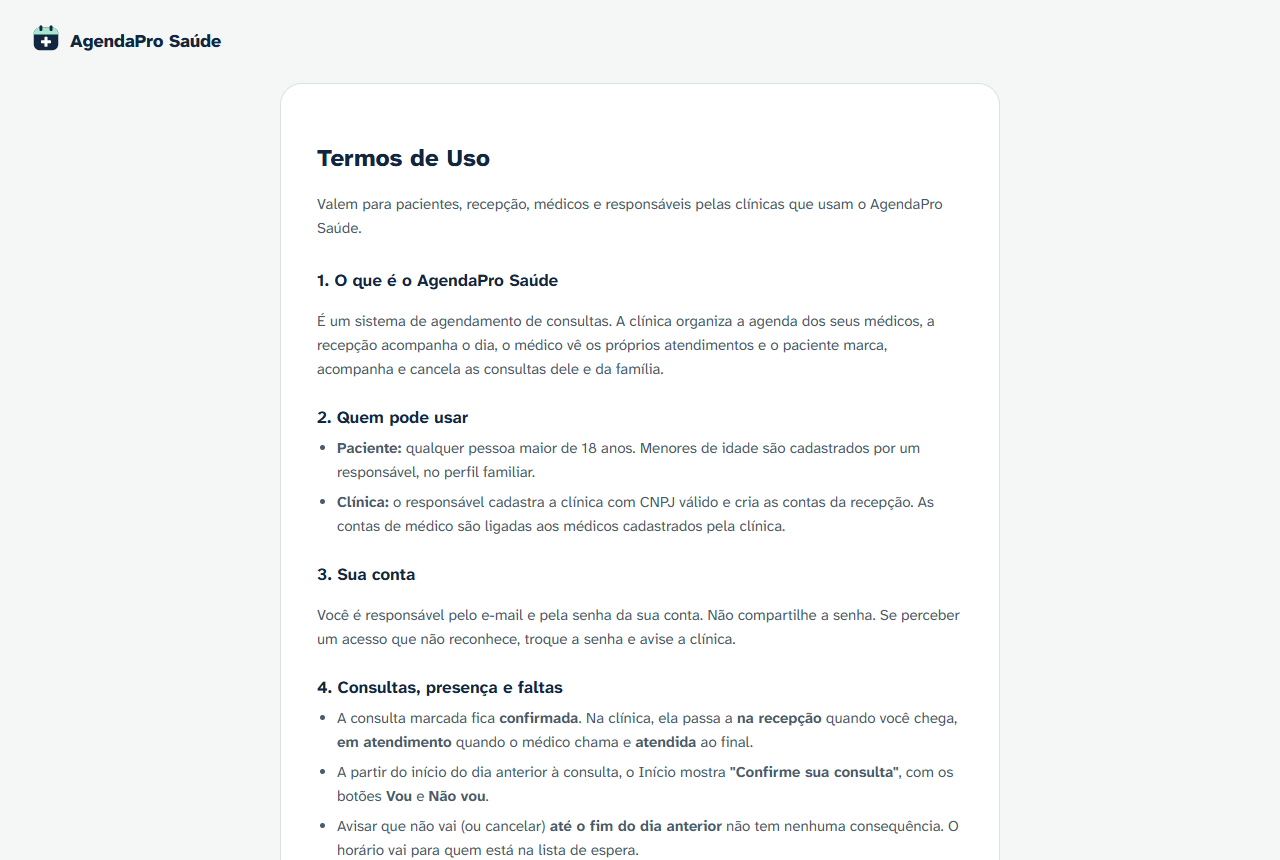 AgendaPro Saúde
Termos de Uso
Valem para pacientes, recepção, médicos e responsáveis pelas clínicas que usam o AgendaPro
Saúde.
1. O que é o AgendaPro Saúde
É um sistema de agendamento de consultas. A clínica organiza a agenda dos seus médicos, a
recepção acompanha o dia, o médico vê os próprios atendimentos e o paciente marca,
acompanha e cancela as consultas dele e da família.
2. Quem pode usar
• Paciente: qualquer pessoa maior de 18 anos. Menores de idade são cadastrados por um
responsável, no perfil familiar.
• Clínica: o responsável cadastra a clínica com CNPJ válido e cria as contas da recepção. As
contas de médico são ligadas aos médicos cadastrados pela clínica.
3. Sua conta
Você é responsável pelo e-mail e pela senha da sua conta. Não compartilhe a senha. Se perceber
um acesso que não reconhece, troque a senha e avise a clínica.
4. Consultas, presença e faltas
• A consulta marcada fica confirmada. Na clínica, ela passa a na recepção quando você chega,
em atendimento quando o médico chama e atendida ao final.
• A partir do início do dia anterior à consulta, o Início mostra "Confirme sua consulta", com os
botões Vou e Não vou.
• Avisar que não vai (ou cancelar) até o fim do dia anterior não tem nenhuma consequência. O
horário vai para quem está na lista de espera.